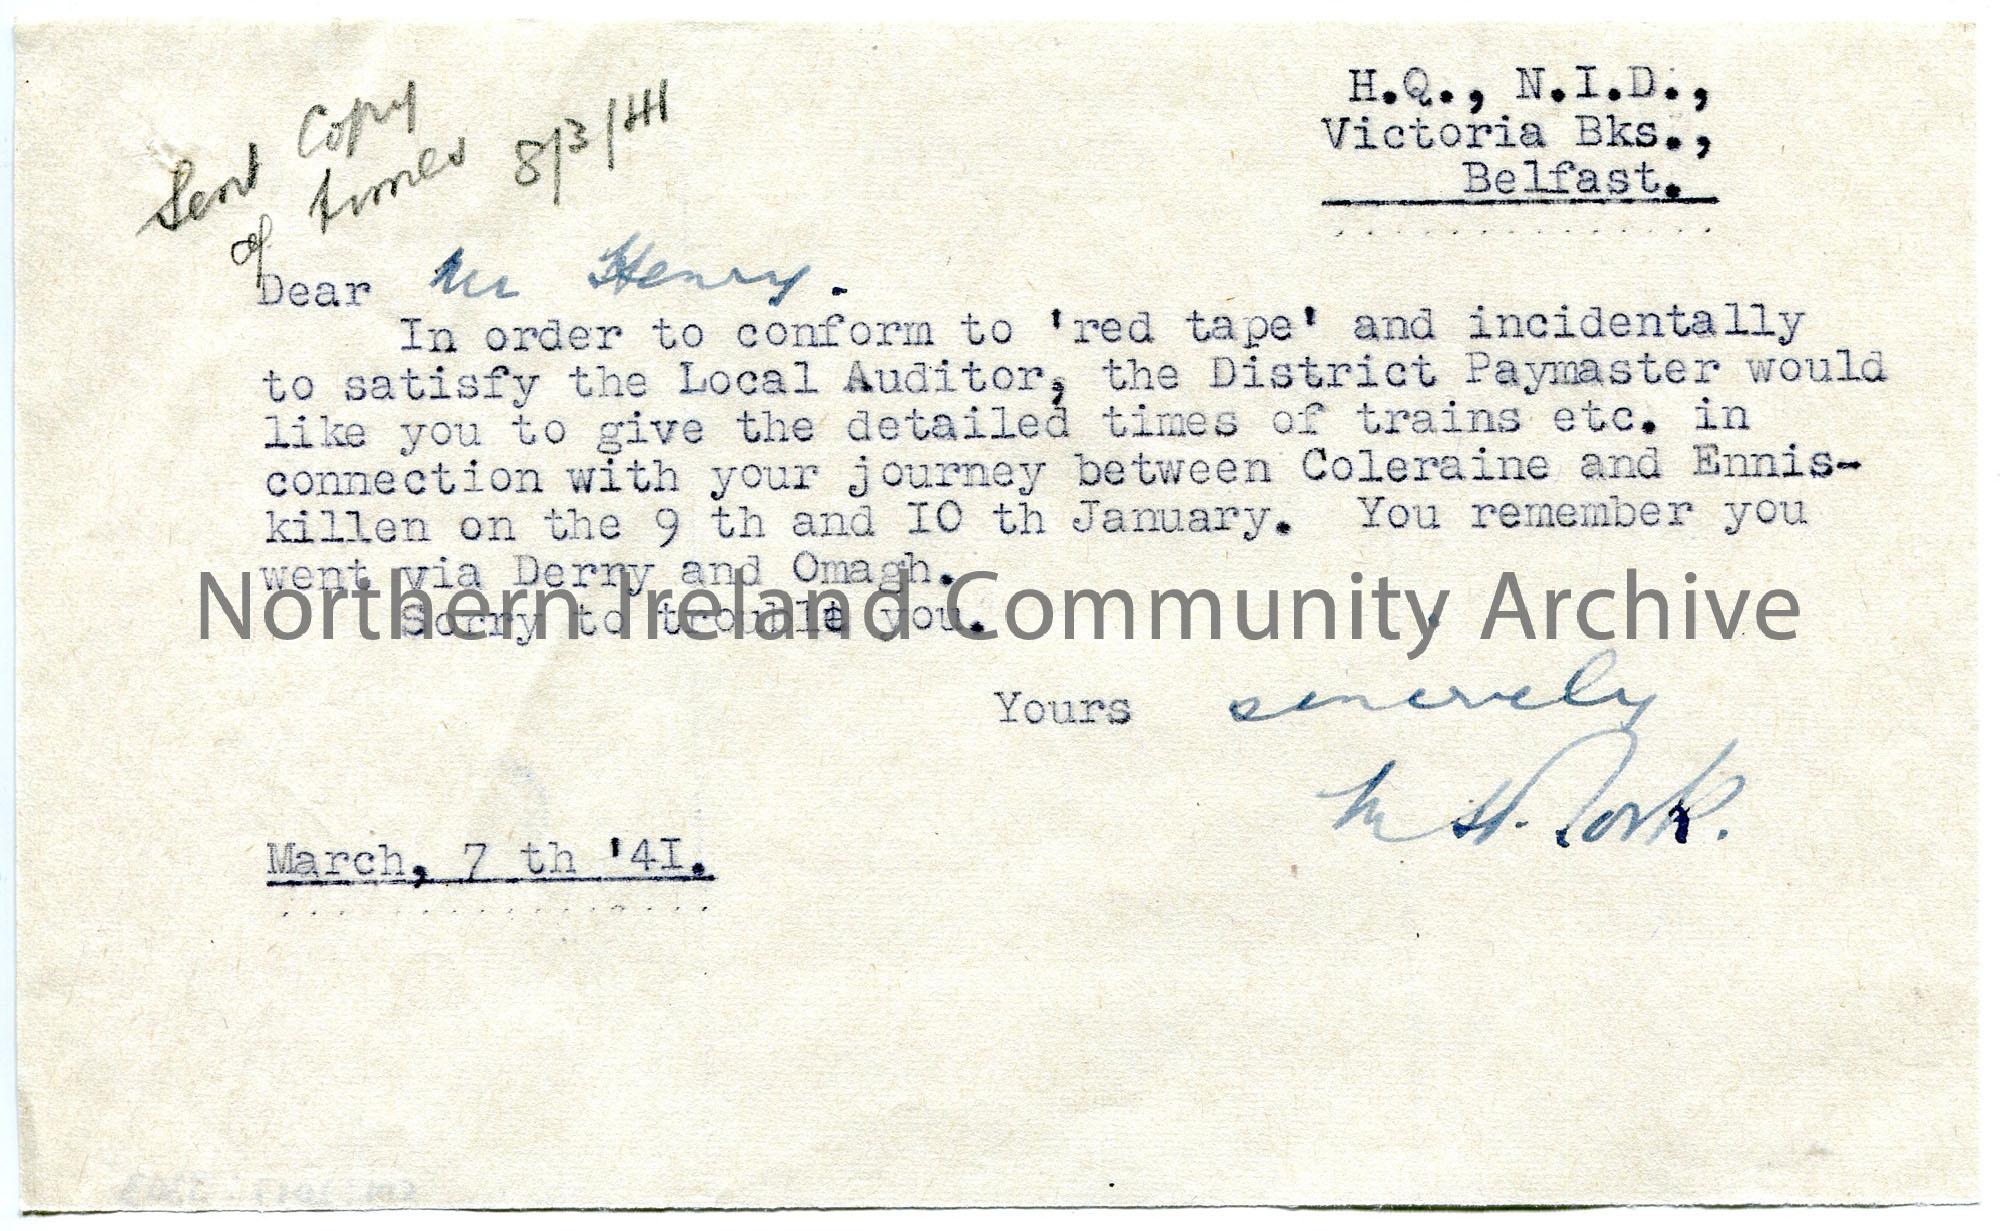 H.Q., N.I.D.,
Victoria Bks.,
Belfast.
Sent Copy
of times 8/3/41
Dear Mr Henry.
In order to conform to 'red tape' and incidentally
to satisfy the Local Auditor, the District Paymaster would
like you to give the detailed times of trains etc. in
connection with your journey between Coleraine and Ennis-
killen on the 9 th and IO th January. You remember you
went via Derry and Omagh.
Sorry to trouble you.
Northern Ireland Community Archive
Yours sincerely
M H.
March, 7 th '4I.